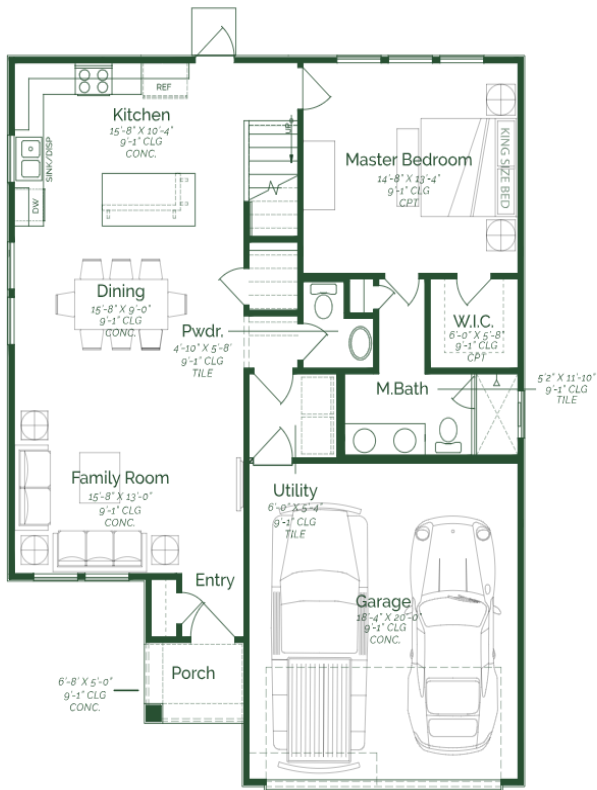 REF
Kitchen
15'-8" X 10'-4"
9'-1" CLG
CONC.
SINK/DISP
DW
UP
Master Bedroom
14'-8" X 13'-4"
9'-1" CLG
CPT
KING SIZE BED
Dining
15'-8" X 9'-0"
9'-1" CLG
CONC.
Pwdr.
4'-10" X 5'-8'
9'-1" CLG
TILE
W.I.C.
6'-0" X 5'-8"
9'-1" CLG
CPT
M.Bath
5'2" X 11'-10"
9'-1" CLG
TILE
Family Room
15'-8" X 13'-0"
9'-1" CLG
CONC.
Utility
6'-0" X 5'-4"
9'-1" CLG
TILE
Entry
Garage
18'-4" X 20'-0"
9'-1" CLG
CONC.
Porch
6'-8' X 5'-0"
9'-1" CLG
CONC.